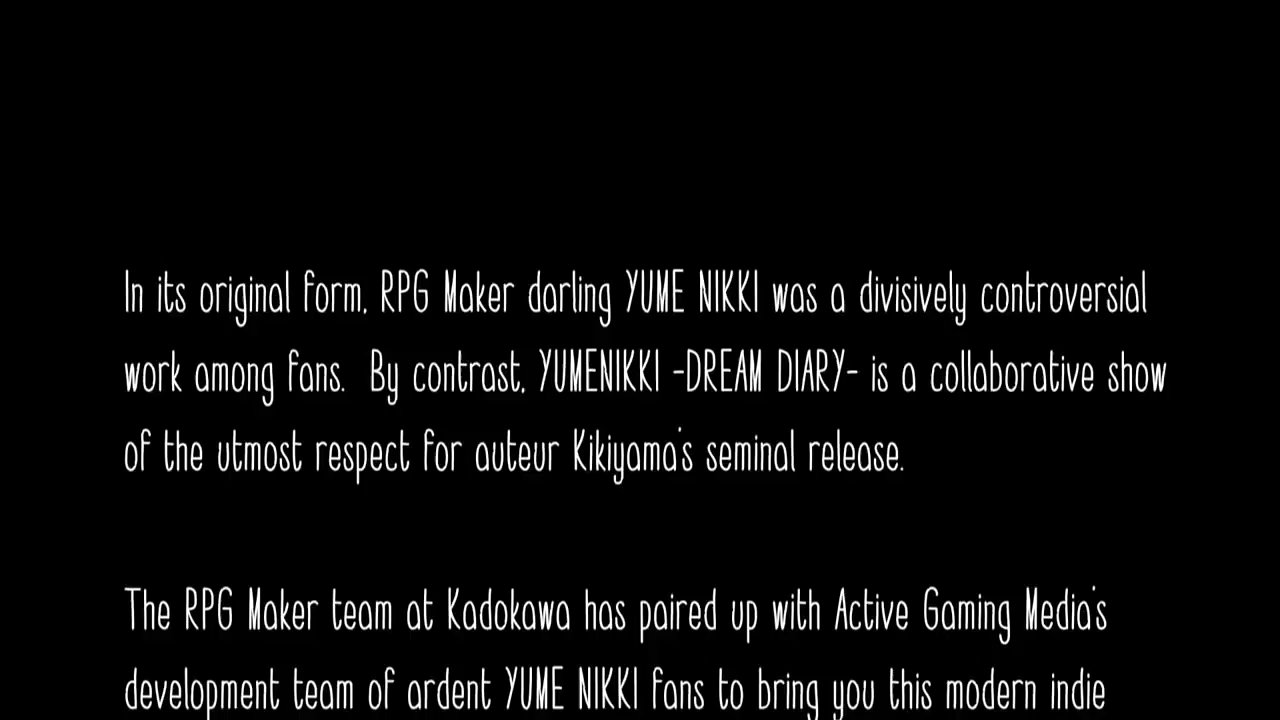 In its original form, RPG Maker darling YUME NIKKI was a divisively controversial
work among fans.  By contrast, YUMENIKKI -DREAM DIARY- is a collaborative show
of the utmost respect for auteur Kikiyama's seminal release.
The RPG Maker team at Kadokawa has paired up with Active Gaming Media's
development team of ardent YUME NIKKI fans to bring you this modern indie